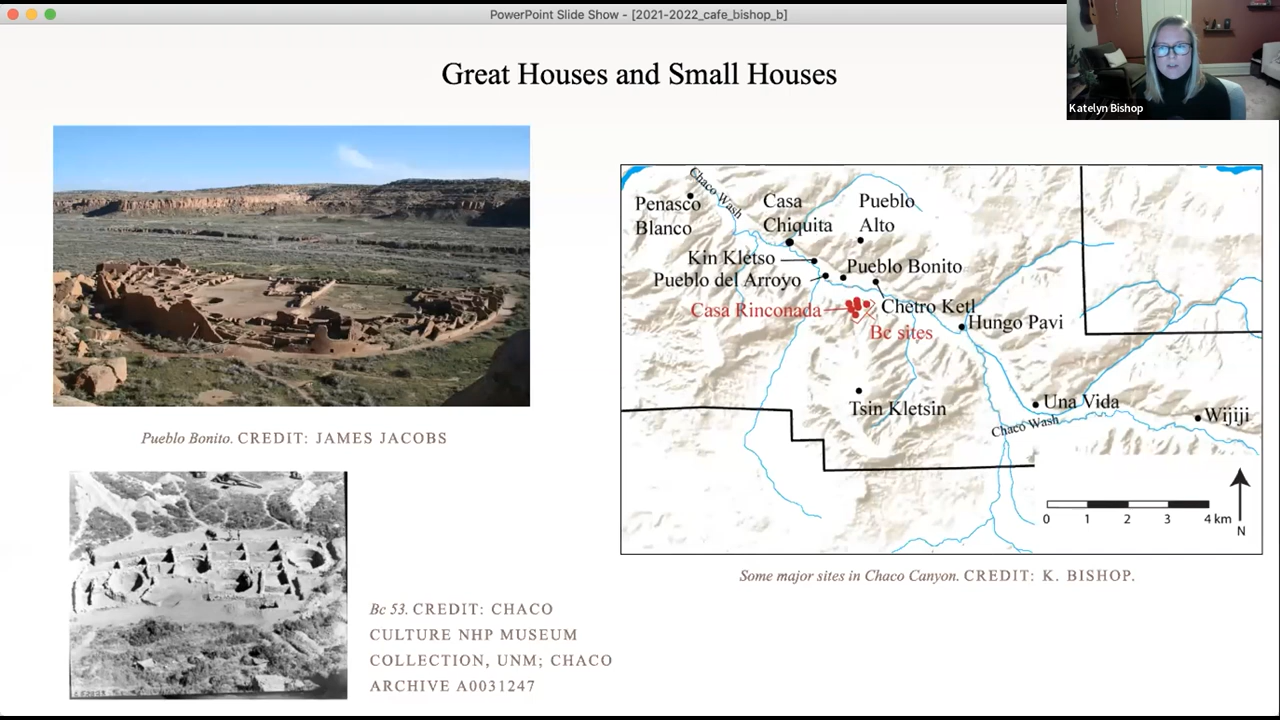 PowerPoint Slide Show - [2021-2022_cafe_bishop_b]
Katelyn Bishop
Great Houses and Small Houses
Pueblo Bonito. CREDIT: JAMES JACOBS
Bc 53. CREDIT: CHACO
CULTURE NHP MUSEUM
COLLECTION, UNM; CHACO
ARCHIVE A0031247
Chaco Wash
Penasco
Blanco
Casa
Chiquita
Pueblo
Alto
Kin Kletso
Pueblo del Arroyo
Pueblo Bonito
Casa Rinconada
Chetro Ketl
Bc sites
Hungo Pavi
Tsin Kletsin
Una Vida
Chaco Wash
Wijiji
0 1 2 3 4 km
N
Some major sites in Chaco Canyon. CREDIT: K. BISHOP.